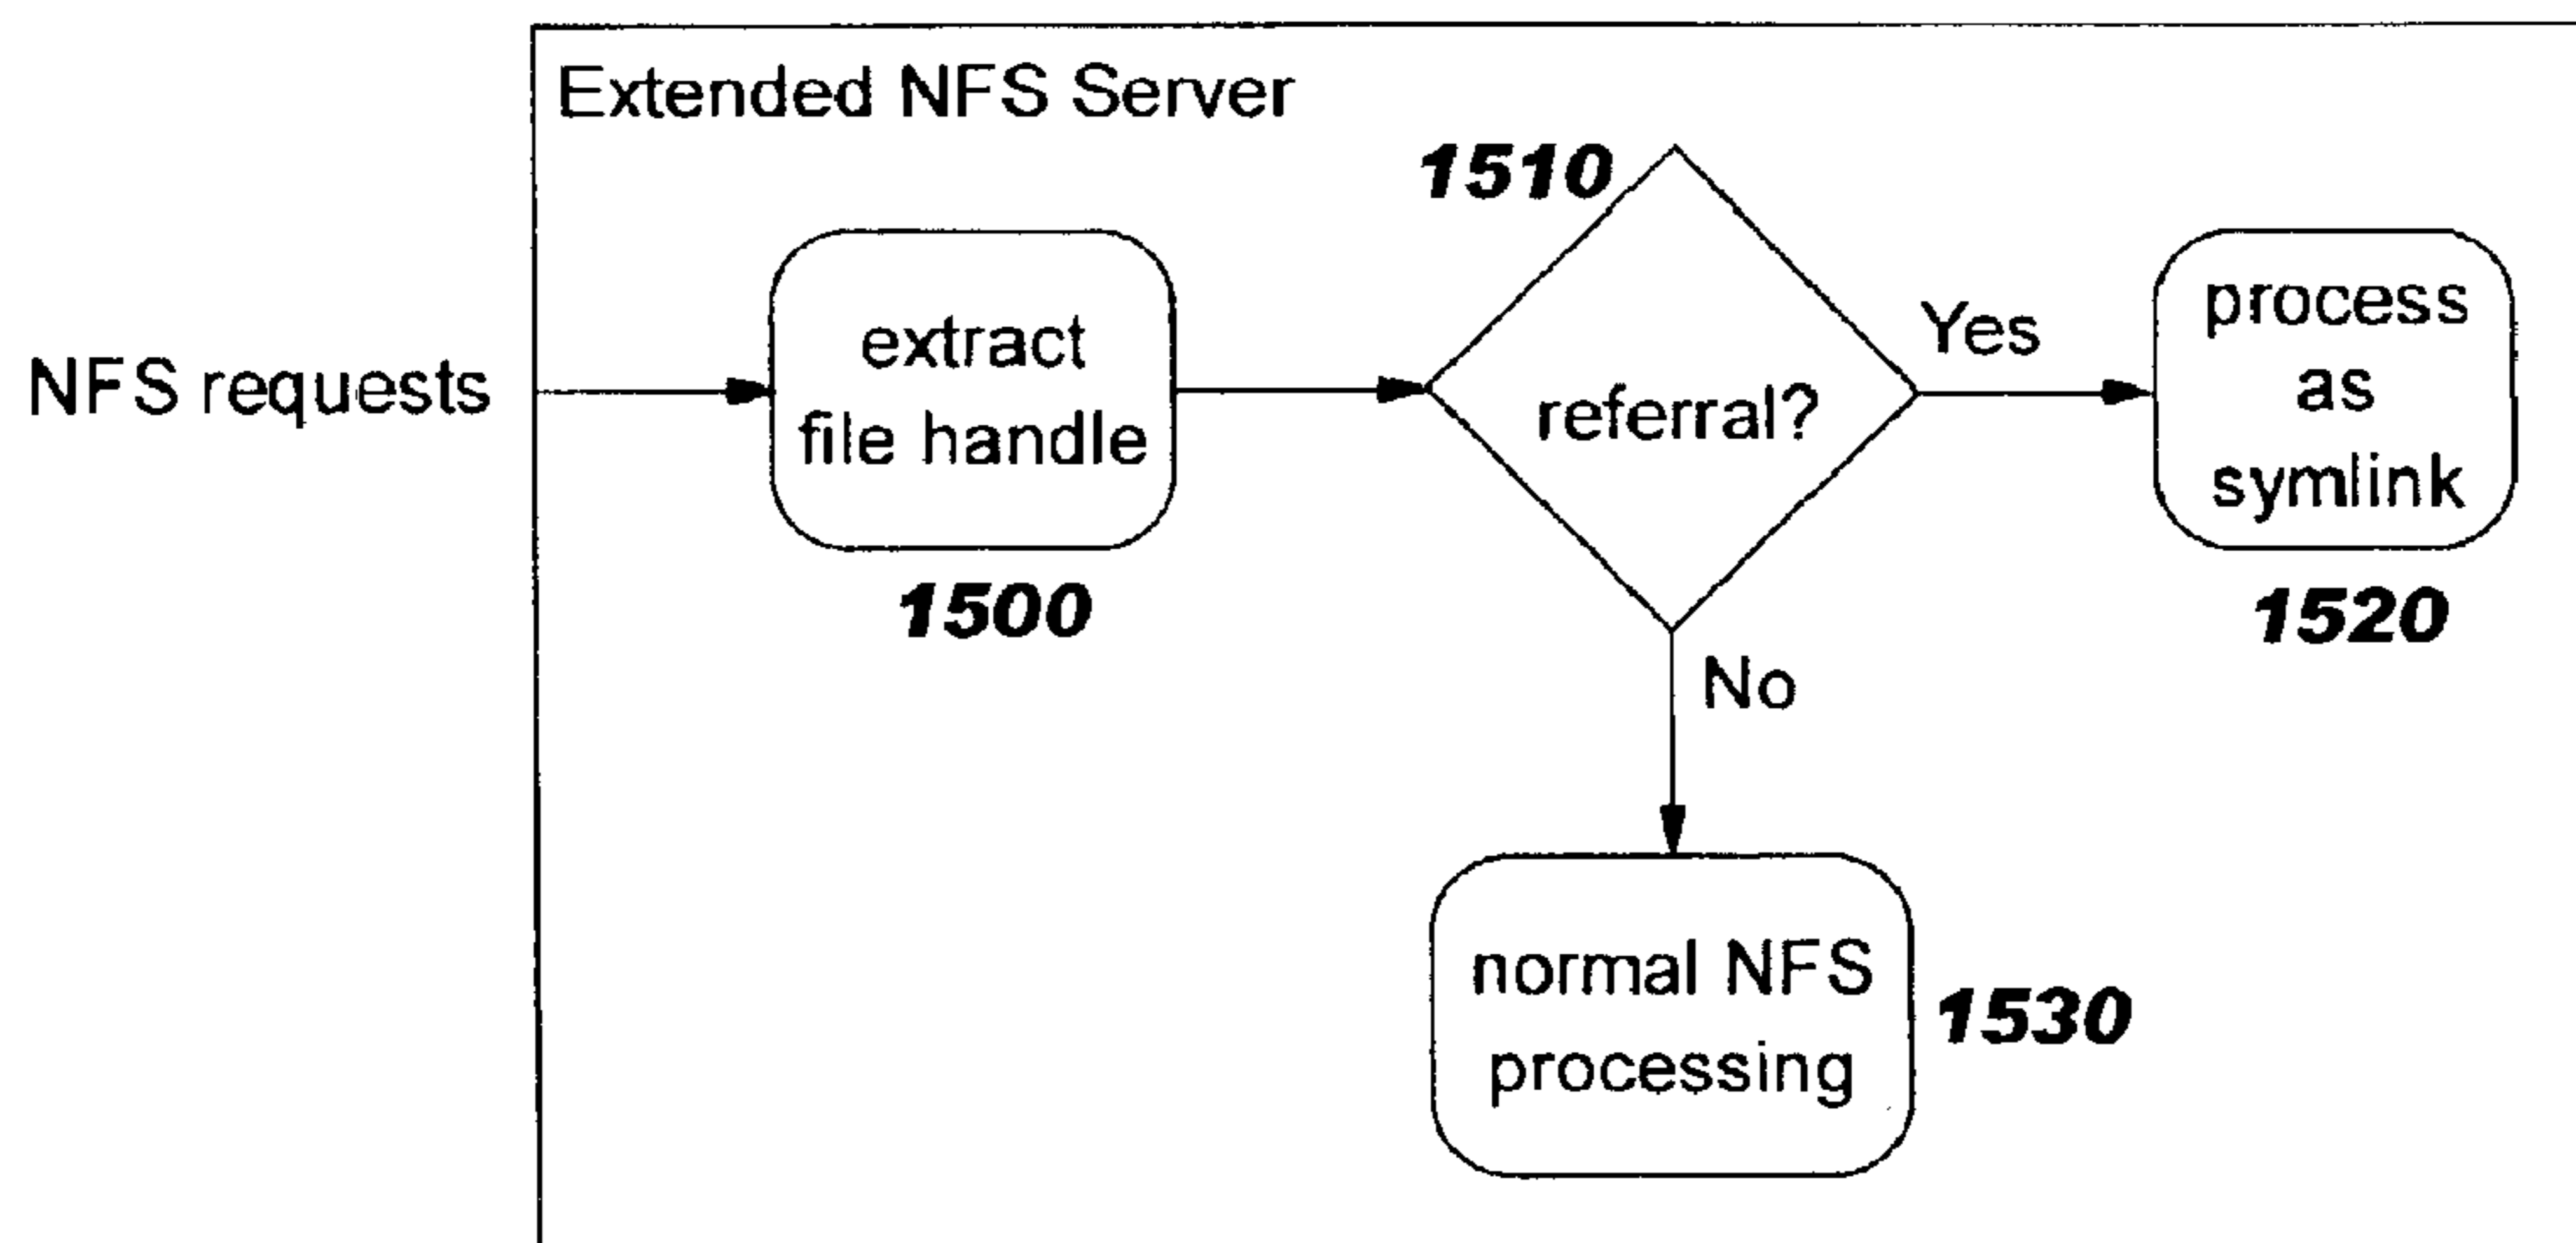 Extended NFS Server
NFS requests
extract
file handle
1500
1510
referral?
Yes
process
as
symlink
1520
No
normal NFS
processing
1530